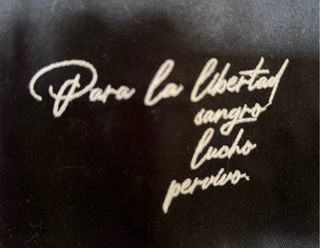 Para la libertad
sangro,
lucho
pervivo.